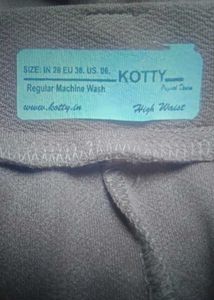 SIZE: IN 28 EU 38. US. 06.
KOTTY
Regular Machine Wash
www.kotty.in
High Waist